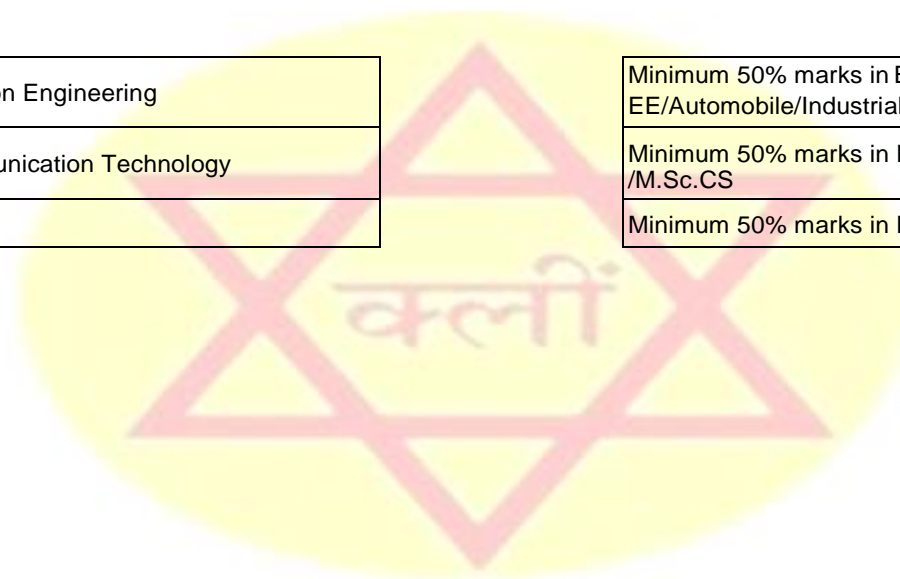 on Engineering
Minimum 50% marks in
EE/Automobile/Industrial
unication Technology
Minimum 50% marks in
/M.Sc.CS
Minimum 50% marks in
क्लीं